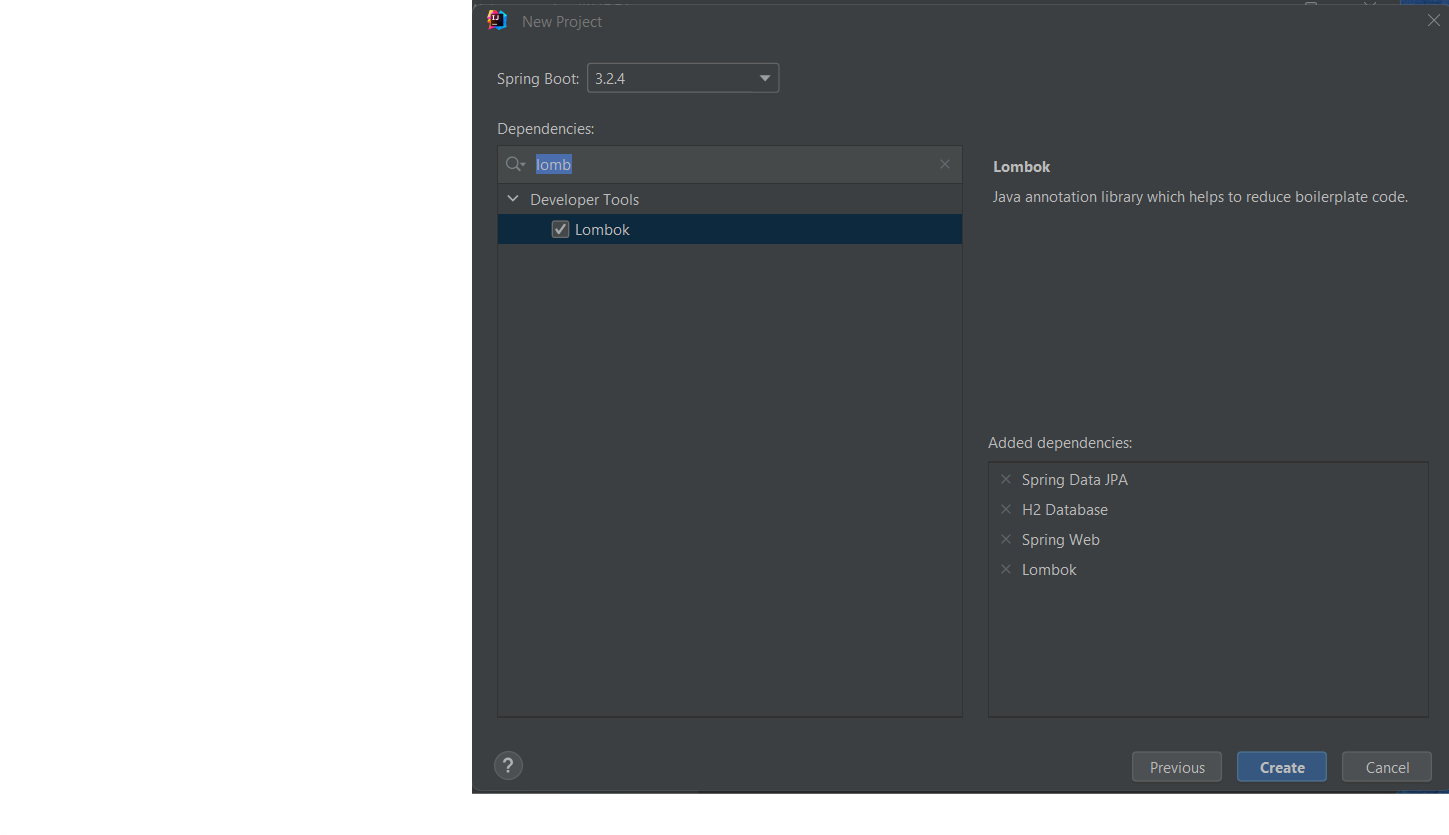 New Project
Spring Boot: 3.2.4
Dependencies:
lomb
Developer Tools
Lombok
Lombok
Java annotation library which helps to reduce boilerplate code.
Added dependencies:
Spring Data JPA
H2 Database
Spring Web
Lombok
? Previous Create Cancel